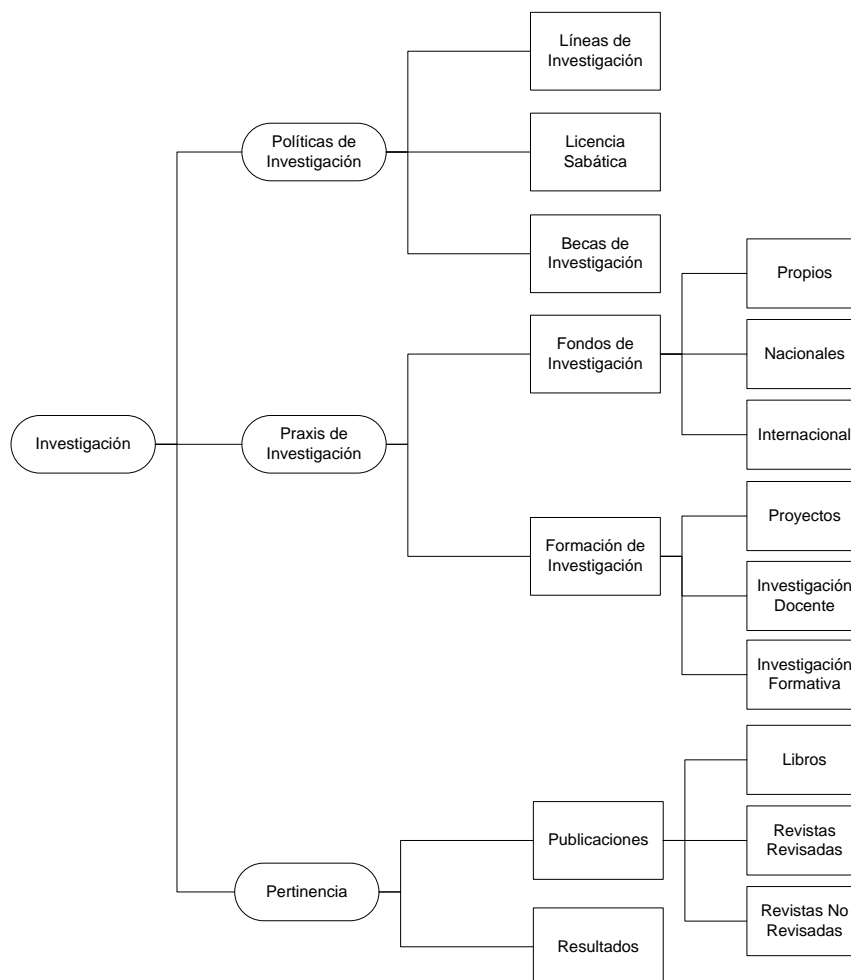 Líneas de
Investigación
Políticas de
Investigación
Licencia
Sabática
Becas de
Investigación
Propios
Fondos de
Investigación
Nacionales
Investigación
Praxis de
Investigación
Internacional
Proyectos
Formación de
Investigación
Investigación
Docente
Investigación
Formativa
Libros
Publicaciones
Revistas
Revisadas
Pertinencia
Revistas No
Revisadas
Resultados